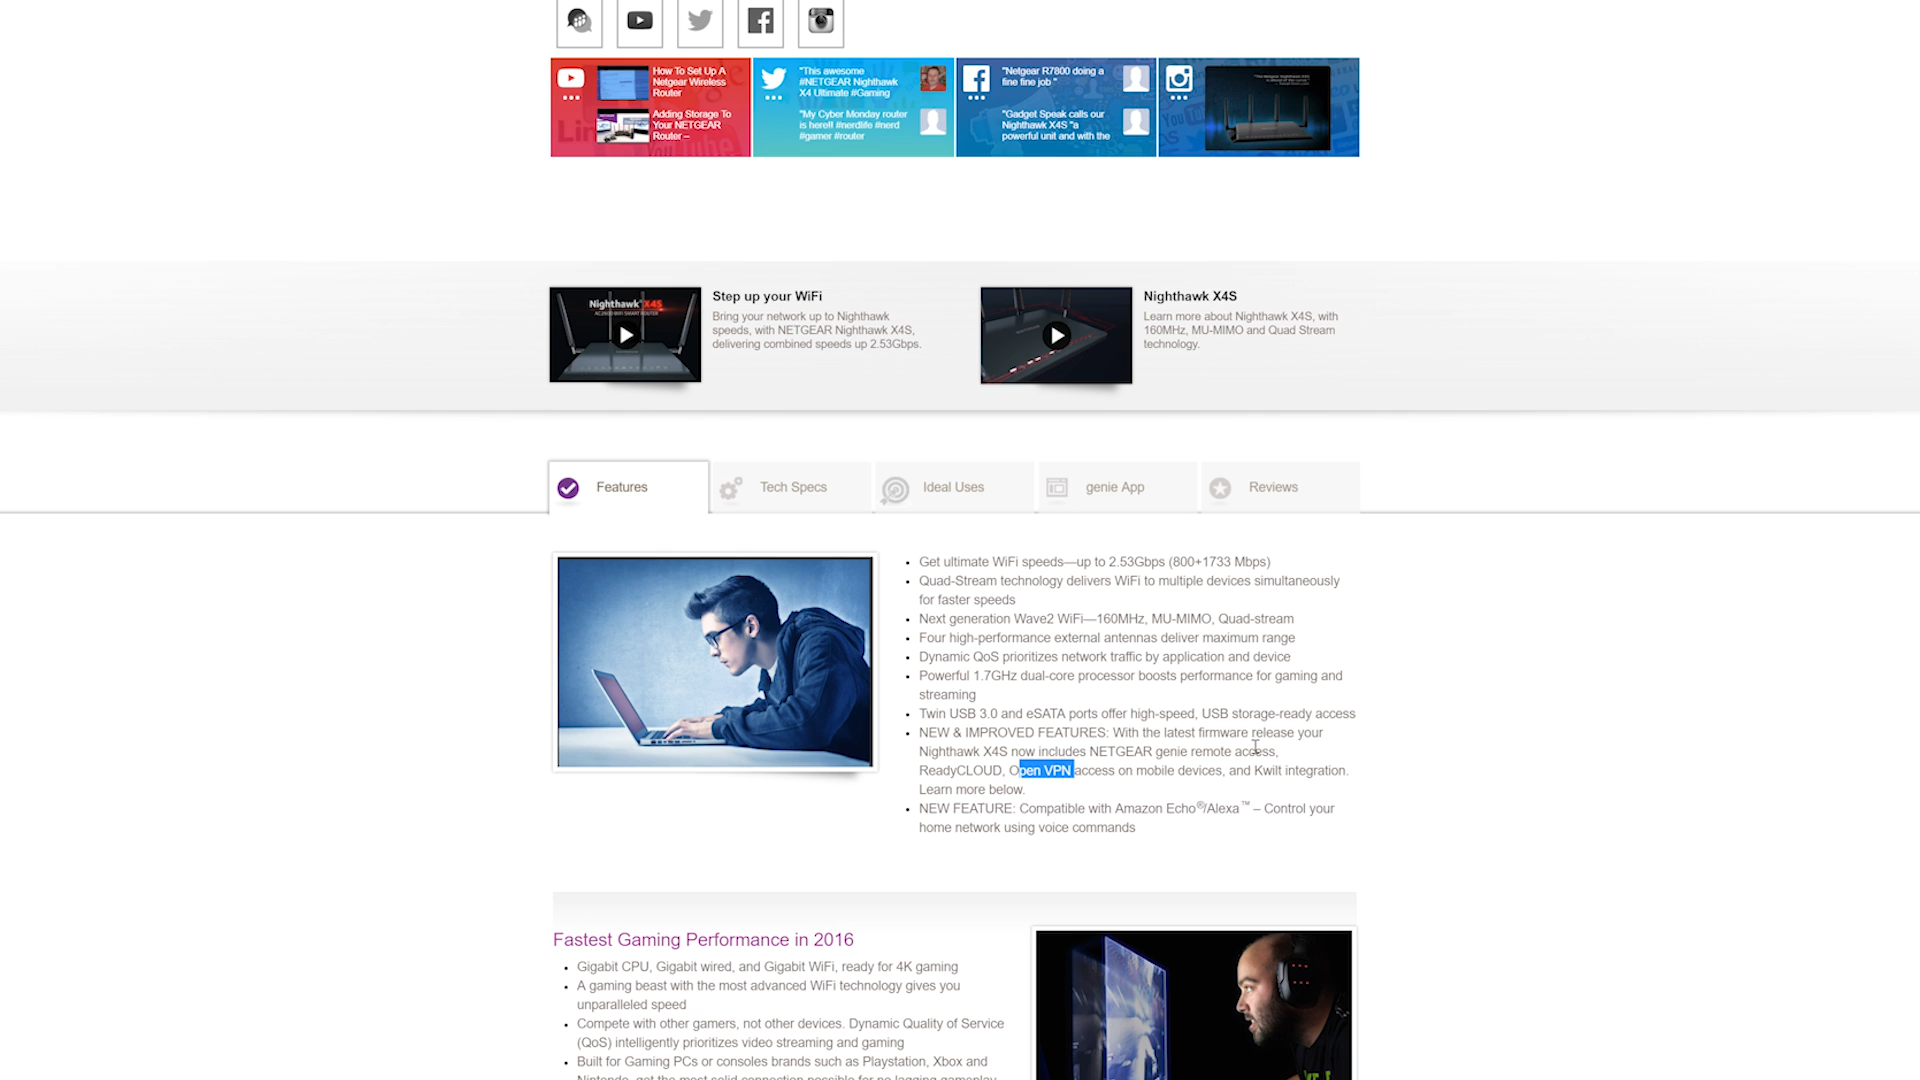 How To Set Up A
Netgear Wireless
Router
Adding Storage To
Your NETGEAR
Router –
"This awesome
#NETGEAR Nighthawk
X4 Ultimate #Gaming
"My Cyber Monday router
is here!! #nerdlife #nerd
#gamer #router
"Netgear R7800 doing a
fine fine job "
"Gadget Speak calls our
Nighthawk X4S "a
powerful unit and with the
Nighthawk X4S
Step up your WiFi
Bring your network up to Nighthawk
speeds, with NETGEAR Nighthawk X4S,
delivering combined speeds up 2.53Gbps.
Nighthawk X4S
Learn more about Nighthawk X4S, with
160MHz, MU-MIMO and Quad Stream
technology.
Features
Tech Specs
Ideal Uses
genie App
Reviews
• Get ultimate WiFi speeds—up to 2.53Gbps (800+1733 Mbps)
• Quad-Stream technology delivers WiFi to multiple devices simultaneously
for faster speeds
• Next generation Wave2 WiFi—160MHz, MU-MIMO, Quad-stream
• Four high-performance external antennas deliver maximum range
• Dynamic QoS prioritizes network traffic by application and device
• Powerful 1.7GHz dual-core processor boosts performance for gaming and
streaming
• Twin USB 3.0 and eSATA ports offer high-speed, USB storage-ready access
• NEW & IMPROVED FEATURES: With the latest firmware release your
Nighthawk X4S now includes NETGEAR genie remote access,
ReadyCLOUD, Open VPN access on mobile devices, and Kwilt integration.
Learn more below.
• NEW FEATURE: Compatible with Amazon Echo®/Alexa™ – Control your
home network using voice commands
Fastest Gaming Performance in 2016
• Gigabit CPU, Gigabit wired, and Gigabit WiFi, ready for 4K gaming
• A gaming beast with the most advanced WiFi technology gives you
unparalleled speed
• Compete with other gamers, not other devices. Dynamic Quality of Service
(QoS) intelligently prioritizes video streaming and gaming
• Built for Gaming PCs or consoles brands such as Playstation, Xbox and
Nintendo, get the most solid connection possible for no lagging gameplay